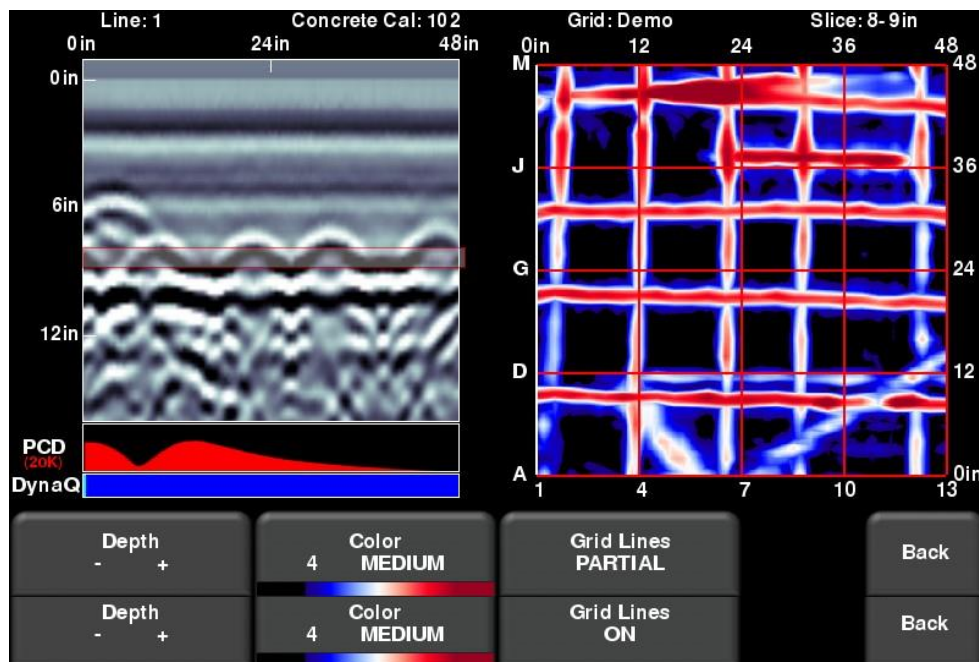 Line: 1 Concrete Cal: 102 Grid: Demo Slice: 8-9in
0in 24in 48in 0in 12 24 36 48
0in
6in
12in
M 48
J 36
G 24
D 12
A 0in
1 4 7 10 13
PCD
(20K)
DynaQ
Depth Color Grid Lines Back
- + 4 MEDIUM PARTIAL
Depth Color Grid Lines Back
- + 4 MEDIUM ON